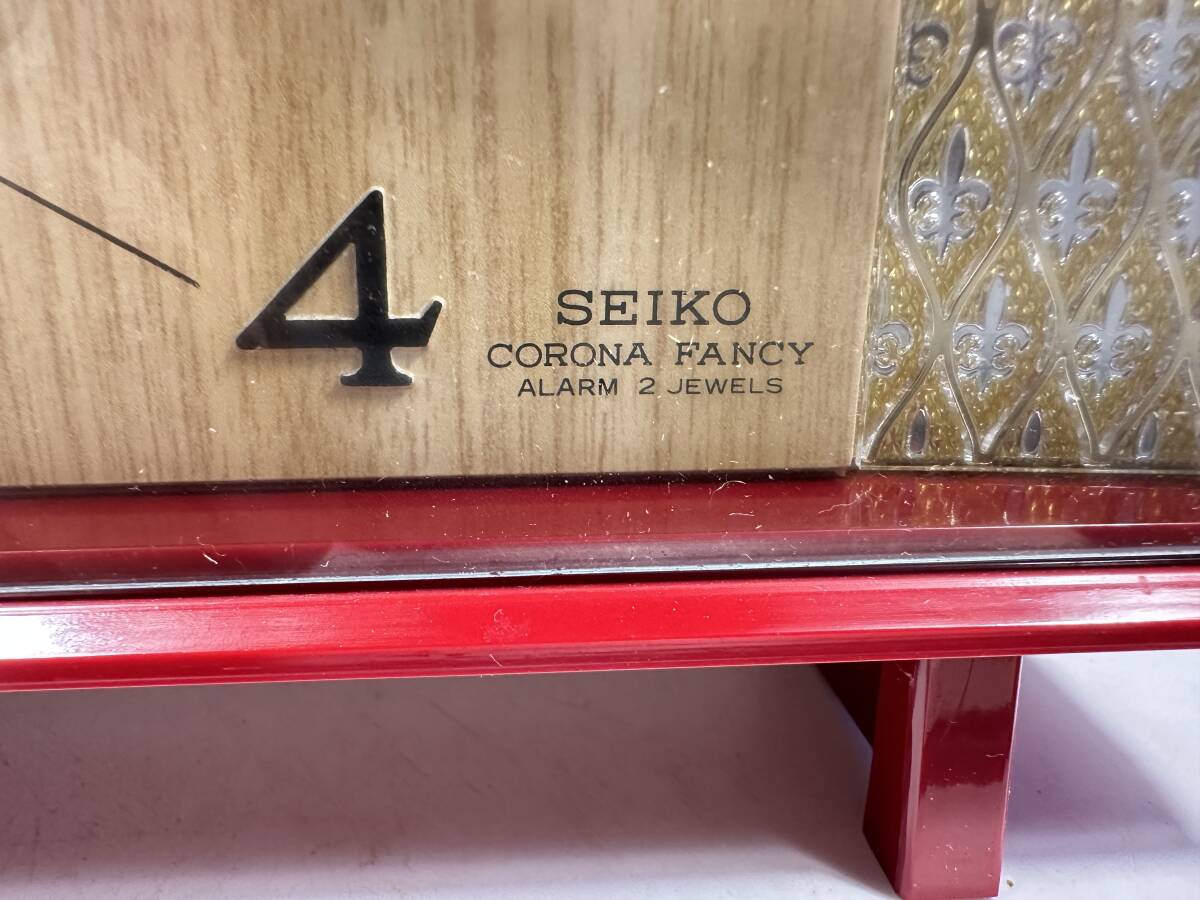 4
SEIKO
CORONA FANCY
ALARM 2 JEWELS